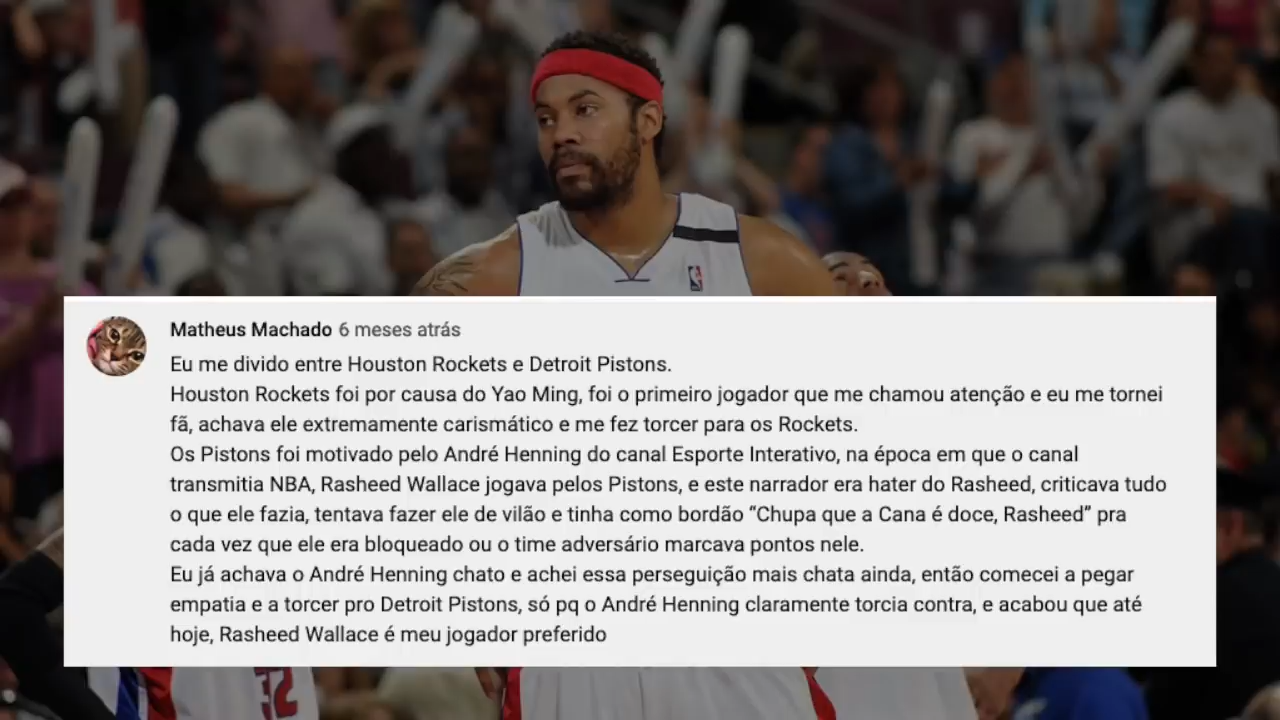 Matheus Machado 6 meses atrás
Eu me divido entre Houston Rockets e Detroit Pistons.
Houston Rockets foi por causa do Yao Ming, foi o primeiro jogador que me chamou atenção e eu me tornei
fã, achava ele extremamente carismático e me fez torcer para os Rockets.
Os Pistons foi motivado pelo André Henning do canal Esporte Interativo, na época em que o canal
transmitia NBA, Rasheed Wallace jogava pelos Pistons, e este narrador era hater do Rasheed, criticava tudo
o que ele fazia, tentava fazer ele de vilão e tinha como bordão “Chupa que a Cana é doce, Rasheed” pra
cada vez que ele era bloqueado ou o time adversário marcava pontos nele.
Eu já achava o André Henning chato e achei essa perseguição mais chata ainda, então comecei a pegar
empatia e a torcer pro Detroit Pistons, só pq o André Henning claramente torcia contra, e acabou que até
hoje, Rasheed Wallace é meu jogador preferido
32